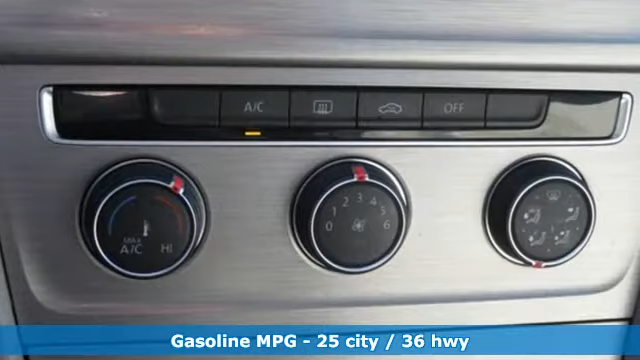 A/C OFF
0 1 2 3 4 5 6
MAX
A/C HI
Gasoline MPG - 25 city / 36 hwy